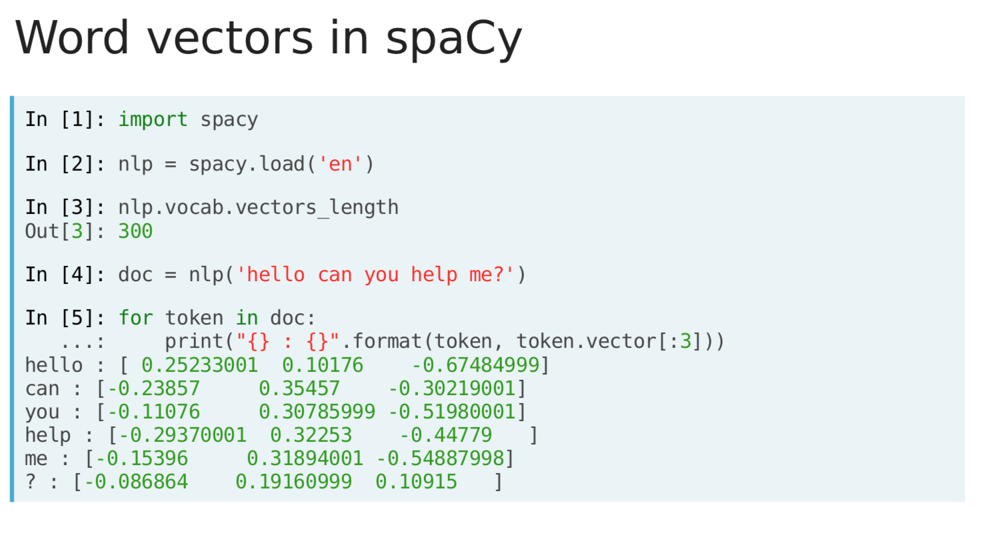 Word vectors in spaCy
In [1]: import spacy
In [2]: nlp = spacy.load('en')
In [3]: nlp.vocab.vectors_length
Out[3]: 300
In [4]: doc = nlp('hello can you help me?')
In [5]: for token in doc:
   ...:     print("{} : {}".format(token, token.vector[:3]))
hello : [ 0.25233001  0.10176    -0.67484999]
can : [-0.23857     0.35457    -0.30219001]
you : [-0.11076     0.30785999 -0.51980001]
help : [-0.29370001  0.32253    -0.44779   ]
me : [-0.15396     0.31894001 -0.54887998]
? : [-0.086864    0.19160999  0.10915   ]